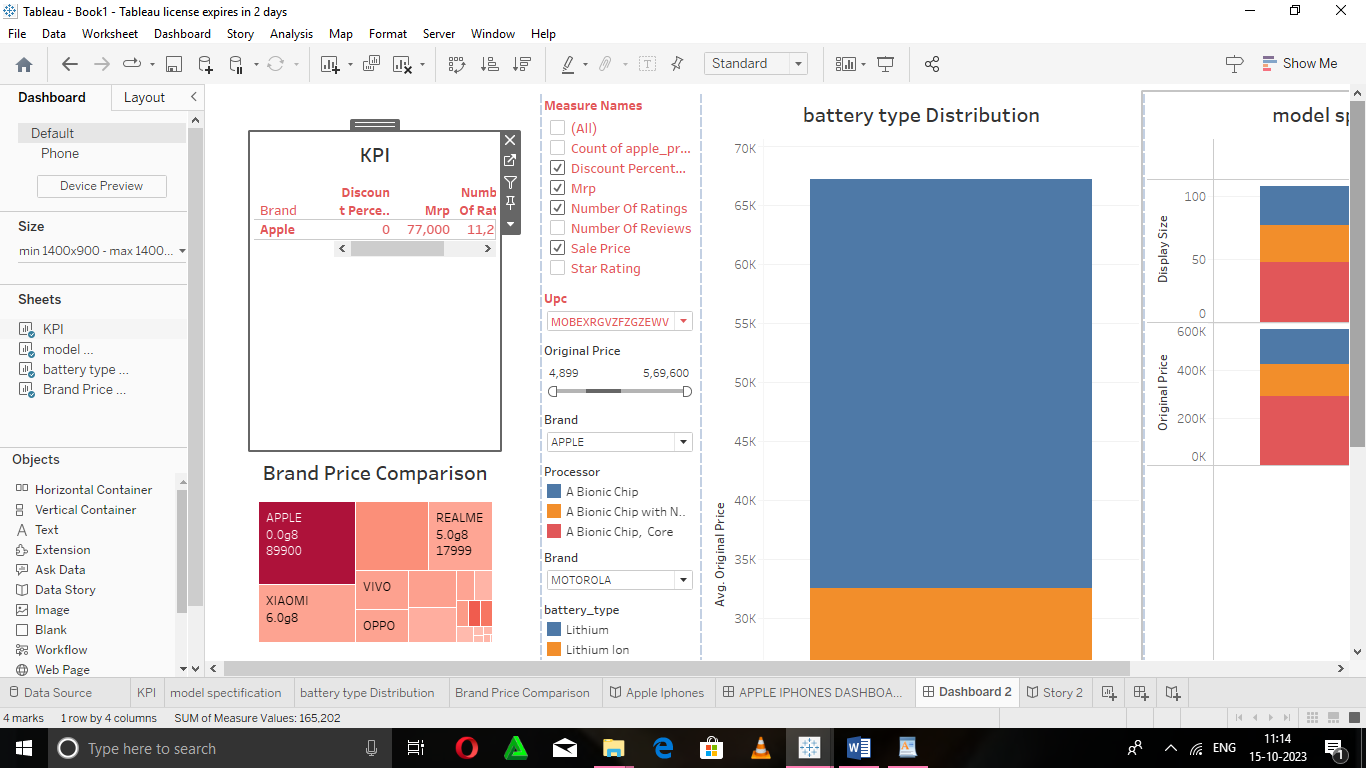 Tableau - Book1 - Tableau license expires in 2 days
File Data Worksheet Dashboard Story Analysis Map Format Server Window Help
Standard
Show Me
Dashboard Layout
Default
Phone
Device Preview
Size
min 1400x900 - max 1400...
Sheets
KPI
model ...
battery type ...
Brand Price ...
Objects
Horizontal Container
Vertical Container
Text
Extension
Ask Data
Data Story
Image
Blank
Workflow
Web Page
KPI
Discoun Numb
Brand t Perce.. Mrp Of Rat
Apple 0 77,000 11,2
Brand Price Comparison
APPLE
0.0g8
89900
REALME
5.0g8
17999
XIAOMI
6.0g8
VIVO
OPPO
Measure Names
(All)
Count of apple_pr...
Discount Percent...
Mrp
Number Of Ratings
Number Of Reviews
Sale Price
Star Rating
Upc
MOBEXRGVZFZGZEWV
Original Price
4,899 5,69,600
Brand
APPLE
Processor
A Bionic Chip
A Bionic Chip with N..
A Bionic Chip, Core
Brand
MOTOROLA
battery_type
Lithium
Lithium Ion
battery type Distribution
70K
65K
60K
55K
50K
45K
40K
35K
30K
Avg. Original Price
model sp
100
50
0
Display Size
600K
400K
200K
0K
Original Price
Data Source KPI model spectification battery type Distribution Brand Price Comparison Apple Iphones APPLE IPHONES DASHBOA... Dashboard 2 Story 2
4 marks 1 row by 4 columns SUM of Measure Values: 165,202
Type here to search
ENG
11:14
15-10-2023
1